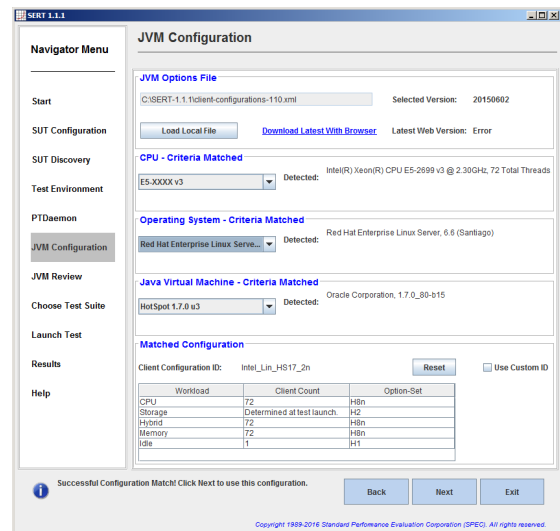 SERT 1.1.1
Navigator Menu
Start
SUT Configuration
SUT Discovery
Test Environment
PTDaemon
JVM Configuration
JVM Review
Choose Test Suite
Launch Test
Results
Help
JVM Configuration
JVM Options File
C:\SERT-1.1.1\client-configurations-110.xml Selected Version: 20150602
Load Local File Download Latest With Browser Latest Web Version: Error
CPU - Criteria Matched
E5-XXXX v3 Detected: Intel(R) Xeon(R) CPU E5-2699 v3 @ 2.30GHz, 72 Total Threads
Operating System - Criteria Matched
Red Hat Enterprise Linux Serve... Detected: Red Hat Enterprise Linux Server, 6.6 (Santiago)
Java Virtual Machine - Criteria Matched
HotSpot 1.7.0 u3 Detected: Oracle Corporation, 1.7.0_80-b15
Matched Configuration
Client Configuration ID: Intel_Lin_HS17_2n Reset Use Custom ID
Workload Client Count Option-Set
CPU 72 H8n
Storage Determined at test launch. H2
Hybrid 72 H8n
Memory 72 H8n
Idle 1 H1
Successful Configuration Match! Click Next to use this configuration.
Back Next Exit
Copyright 1989-2016 Standard Performance Evaluation Corporation (SPEC). All rights reserved.